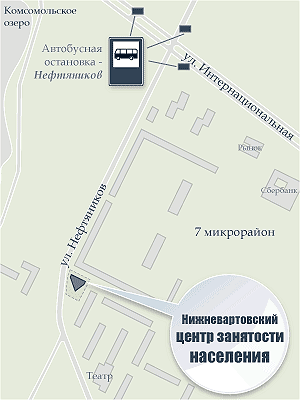 Комсомольское
озеро
Автобусная
остановка -
Нефтяников
ул. Интернациональная
Рынок
Сбербанк
ул. Нефтяников
7 микрорайон
Нижневартовский
центр занятости
населения
Театр